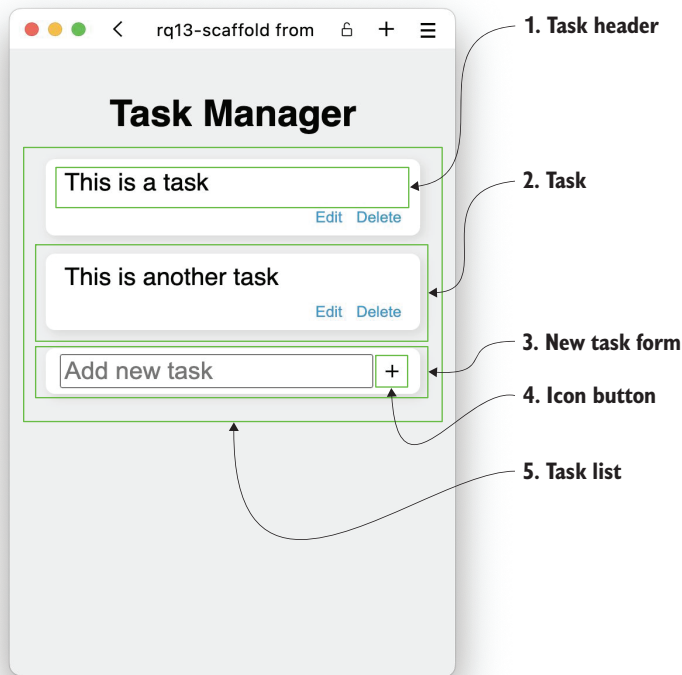 rq13-scaffold from
1. Task header
Task Manager
This is a task
Edit Delete
2. Task
This is another task
Edit Delete
3. New task form
Add new task +
4. Icon button
5. Task list